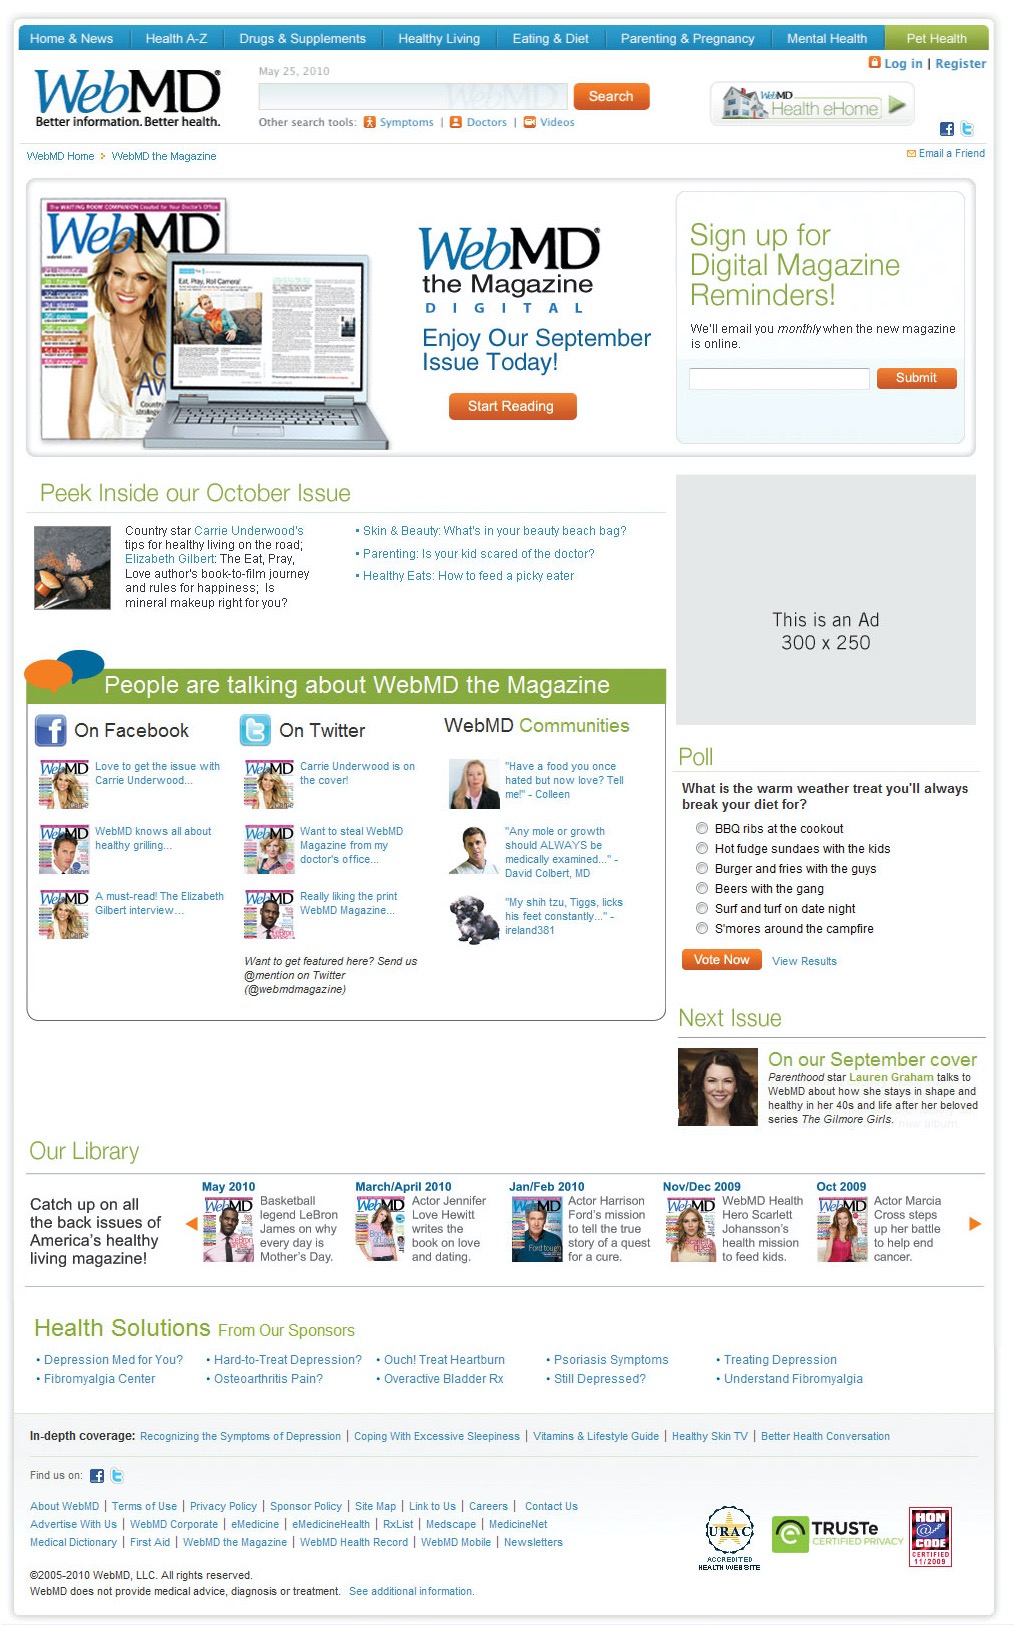 Home & News Health A-Z Drugs & Supplements Healthy Living Eating & Diet Parenting & Pregnancy Mental Health Pet Health
Log in | Register
May 25, 2010
WebMD
Better information. Better health.
Search
WebMD
Health eHome
Other search tools: Symptoms | Doctors | Videos
WebMD Home > WebMD the Magazine
Email a Friend
The WAITING ROOM COMPANION Created for Your Doctor's Office
WebMD
Eat, Pray, Roll Camera!
WebMD
the Magazine
DIGITAL
Enjoy Our September
Issue Today!
Start Reading
Sign up for
Digital Magazine
Reminders!
We'll email you monthly when the new magazine
is online.
Submit
Peek Inside our October Issue
Country star Carrie Underwood's
tips for healthy living on the road;
Elizabeth Gilbert: The Eat, Pray,
Love author's book-to-film journey
and rules for happiness; Is
mineral makeup right for you?
• Skin & Beauty: What's in your beauty beach bag?
• Parenting: Is your kid scared of the doctor?
• Healthy Eats: How to feed a picky eater
This is an Ad
300 x 250
People are talking about WebMD the Magazine
On Facebook
Love to get the issue with
Carrie Underwood...
WebMD knows all about
healthy grilling...
A must-read! The Elizabeth
Gilbert interview...
On Twitter
Carrie Underwood is on
the cover!
Want to steal WebMD
Magazine from my
doctor's office...
Really liking the print
WebMD Magazine...
Want to get featured here? Send us
@mention on Twitter
(@webmdmagazine)
WebMD Communities
"Have a food you once
hated but now love? Tell
me!" - Colleen
"Any mole or growth
should ALWAYS be
medically examined..." -
David Colbert, MD
"My shih tzu, Tiggs, licks
his feet constantly..." -
ireland381
Poll
What is the warm weather treat you'll always
break your diet for?
BBQ ribs at the cookout
Hot fudge sundaes with the kids
Burger and fries with the guys
Beers with the gang
Surf and turf on date night
S'mores around the campfire
Vote Now View Results
Next Issue
On our September cover
Parenthood star Lauren Graham talks to
WebMD about how she stays in shape and
healthy in her 40s and life after her beloved
series The Gilmore Girls. new album.
Our Library
Catch up on all
the back issues of
America's healthy
living magazine!
May 2010
Basketball
legend LeBron
James on why
every day is
Mother's Day.
March/April 2010
Actor Jennifer
Love Hewitt
writes the
book on love
and dating.
Jan/Feb 2010
Actor Harrison
Ford's mission
to tell the true
story of a quest
for a cure.
Nov/Dec 2009
WebMD Health
Hero Scarlett
Johansson's
health mission
to feed kids.
Oct 2009
Actor Marcia
Cross steps
up her battle
to help end
cancer.
Health Solutions From Our Sponsors
• Depression Med for You? • Hard-to-Treat Depression? • Ouch! Treat Heartburn • Psoriasis Symptoms • Treating Depression
• Fibromyalgia Center • Osteoarthritis Pain? • Overactive Bladder Rx • Still Depressed? • Understand Fibromyalgia
In-depth coverage: Recognizing the Symptoms of Depression | Coping With Excessive Sleepiness | Vitamins & Lifestyle Guide | Healthy Skin TV | Better Health Conversation
Find us on:
About WebMD | Terms of Use | Privacy Policy | Sponsor Policy | Site Map | Link to Us | Careers | Contact Us
Advertise With Us | WebMD Corporate | eMedicine | eMedicineHealth | RxList | Medscape | MedicineNet
Medical Dictionary | First Aid | WebMD the Magazine | WebMD Health Record | WebMD Mobile | Newsletters
URAC
ACCREDITED
HEALTH WEB SITE
TRUSTe
CERTIFIED PRIVACY
HON
CODE
CERTIFIED
11/2009
©2005-2010 WebMD, LLC. All rights reserved.
WebMD does not provide medical advice, diagnosis or treatment. See additional information.